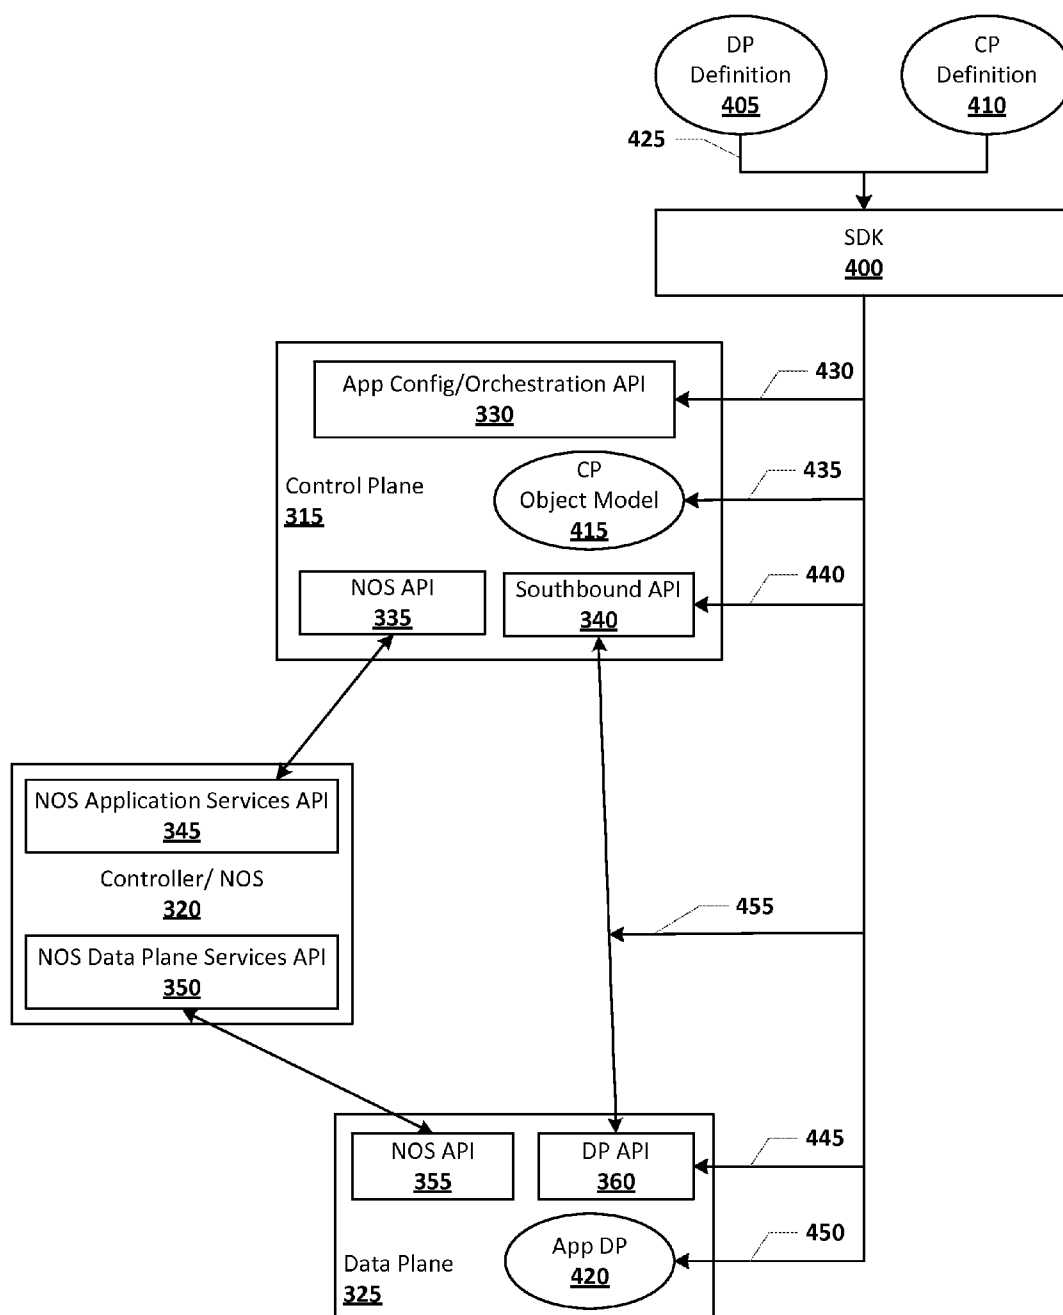 DP
Definition
405
CP
Definition
410
425
SDK
400
430
App Config/Orchestration API
330
435
CP
Object Model
415
Control Plane
315
440
NOS API
335
Southbound API
340
NOS Application Services API
345
Controller/ NOS
320
455
NOS Data Plane Services API
350
445
NOS API
355
DP API
360
450
App DP
420
Data Plane
325